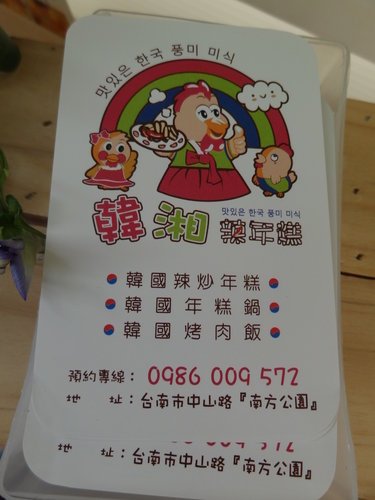 맛있은 한국 풍미 미식
맛있은 한국 풍미 미식
韓湘 辣年糕
韓國辣炒年糕
韓國年糕鍋
韓國烤肉飯
預約專線：0986 009 572
地址：台南市中山路『南方公園』
009 572
地址：台南市中山路『南方公園』